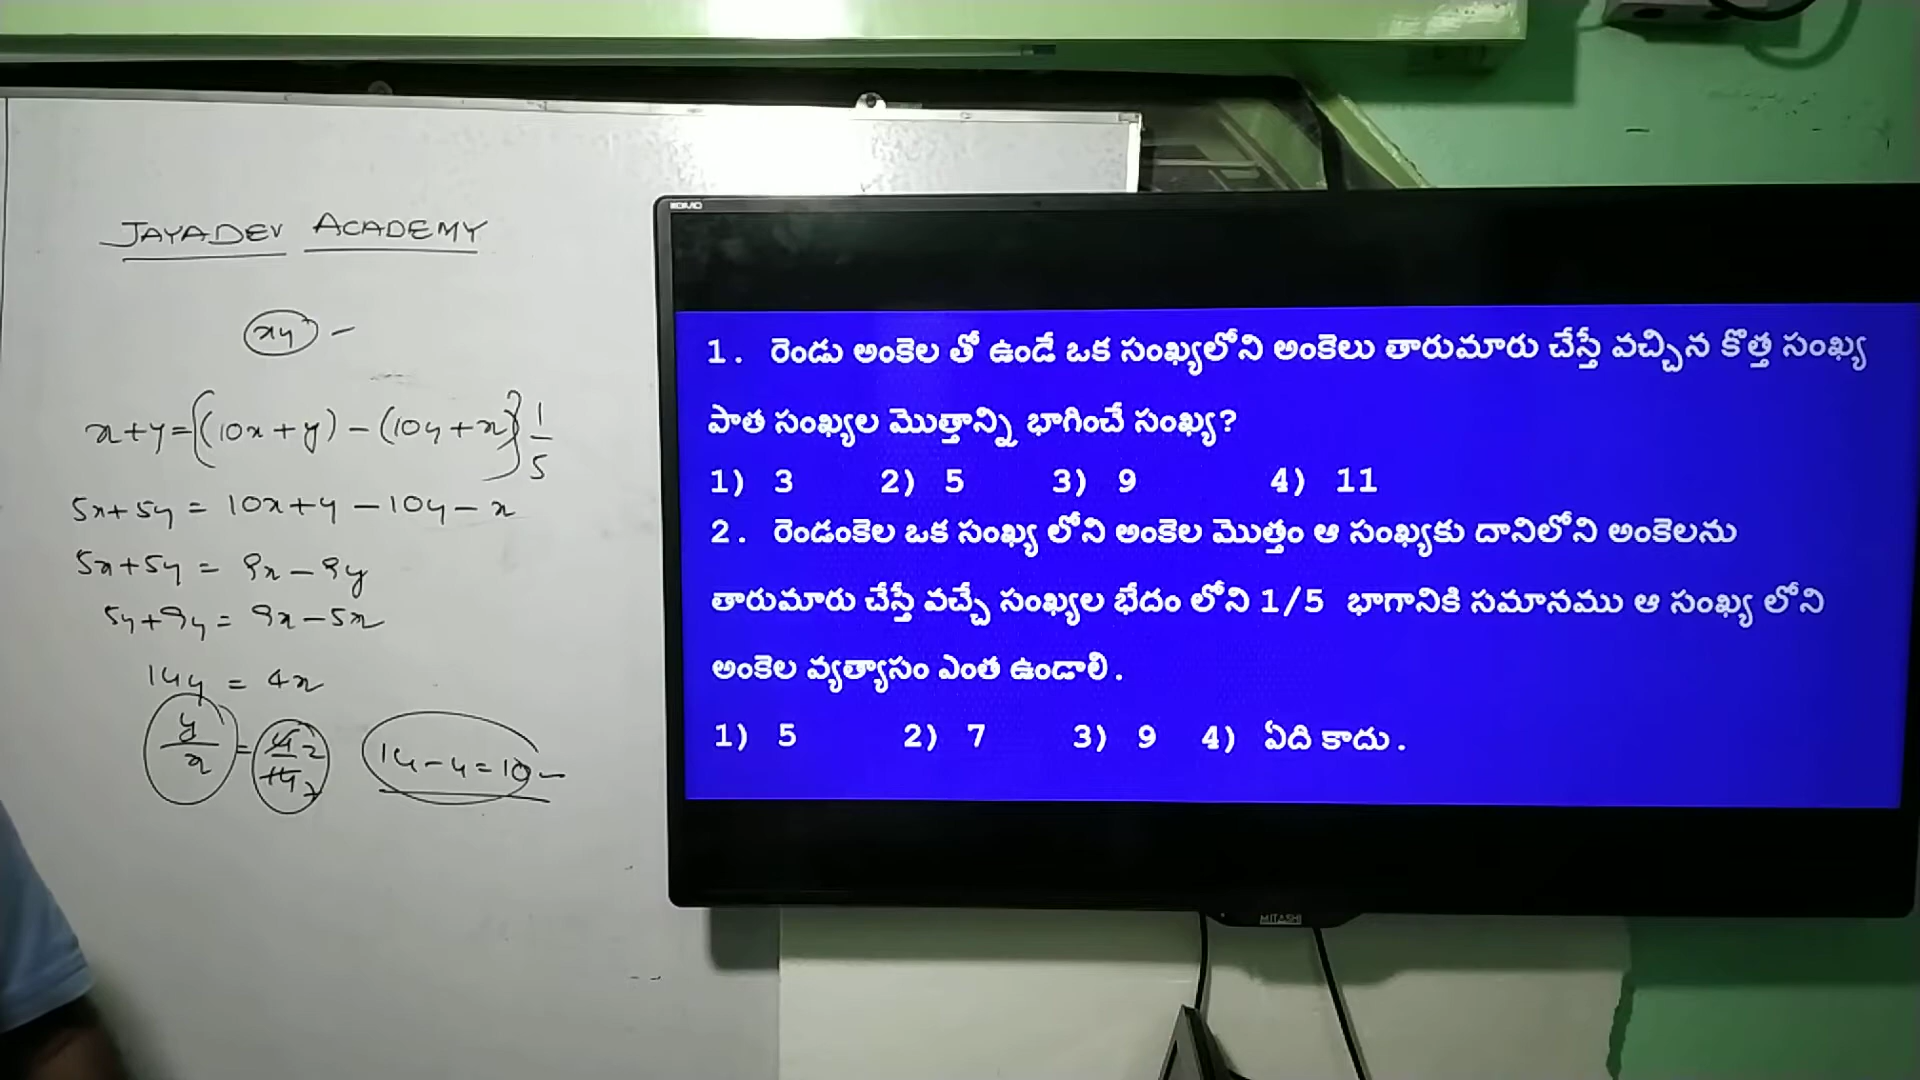 JAYADEV ACADEMY
xy -
x+y={(10x+y)-(10y+x)}1/5
5x+5y = 10x+y-10y-x
5x+5y = 9x-9y
5y+9y = 9x-5x
14y = 4x
y/x = 4 2/14 7 14-4=10
1. రెండు అంకెల తో ఉండే ఒక సంఖ్యలోని అంకెలు తారుమారు చేస్తే వచ్చిన కొత్త సంఖ్య
పాత సంఖ్యల మొత్తాన్ని భాగించే సంఖ్య?
1) 3 2) 5 3) 9 4) 11
2. రెండంకెల ఒక సంఖ్య లోని అంకెల మొత్తం ఆ సంఖ్యకు దానిలోని అంకెలను
తారుమారు చేస్తే వచ్చే సంఖ్యల భేదం లోని 1/5 భాగానికి సమానము ఆ సంఖ్య లోని
అంకెల వ్యత్యాసం ఎంత ఉండాలి.
1) 5 2) 7 3) 9 4) ఏది కాదు.
MITASHI